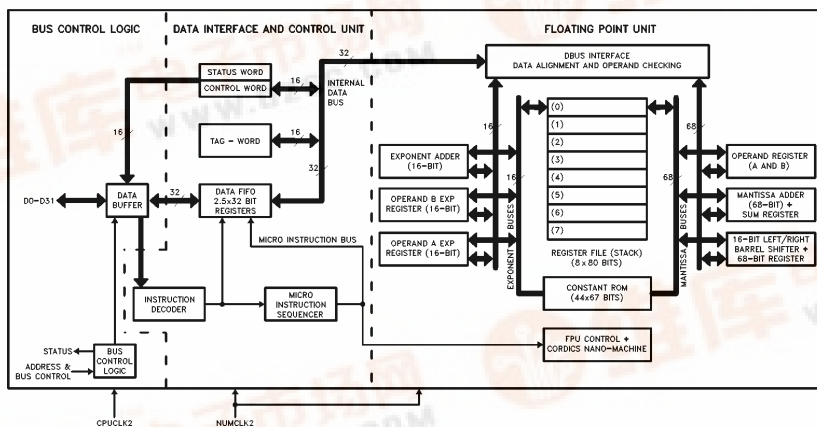 BUS CONTROL LOGIC
DATA INTERFACE AND CONTROL UNIT
FLOATING POINT UNIT
STATUS WORD
CONTROL WORD
16
INTERNAL
DATA
BUS
32
DBUS INTERFACE
DATA ALIGNMENT AND OPERAND CHECKING
16
TAG - WORD
16
32
D0-D31
DATA
BUFFER
32
DATA FIFO
2.5x32 BIT
REGISTERS
MICRO INSTRUCTION BUS
INSTRUCTION
DECODER
MICRO
INSTRUCTION
SEQUENCER
STATUS
ADDRESS &
BUS CONTROL
BUS
CONTROL
LOGIC
CPUCLK2
NUMCLK2
EXPONENT ADDER
(16-BIT)
OPERAND B EXP
REGISTER (16-BIT)
OPERAND A EXP
REGISTER (16-BIT)
16
16
EXPONENT BUSES
(0)
(1)
(2)
(3)
(4)
(5)
(6)
(7)
REGISTER FILE (STACK)
(8x80 BITS)
CONSTANT ROM
(44x67 BITS)
68
68
MANTISSA BUSES
OPERAND REGISTER
(A AND B)
MANTISSA ADDER
(68-BIT) +
SUM REGISTER
16-BIT LEFT/RIGHT
BARREL SHIFTER +
68-BIT REGISTER
FPU CONTROL +
CORDICS NANO-MACHINE